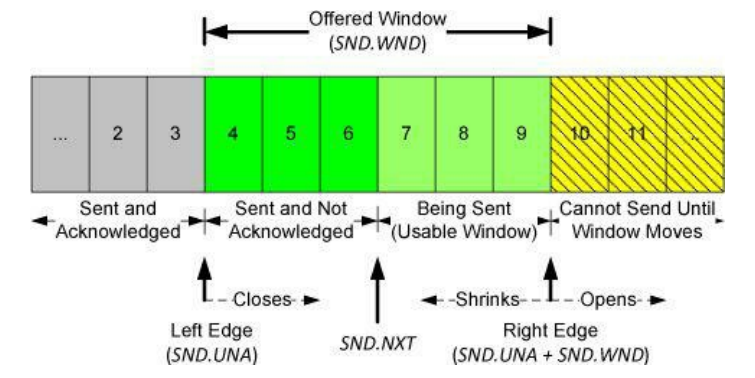 Offered Window
(SND.WND)
... 2 3 4 5 6 7 8 9 10 11 ..
Sent and Acknowledged
Sent and Not Acknowledged
Being Sent (Usable Window)
Cannot Send Until Window Moves
Closes
Shrinks
Opens
Left Edge
(SND.UNA)
SND.NXT
Right Edge
(SND.UNA + SND.WND)